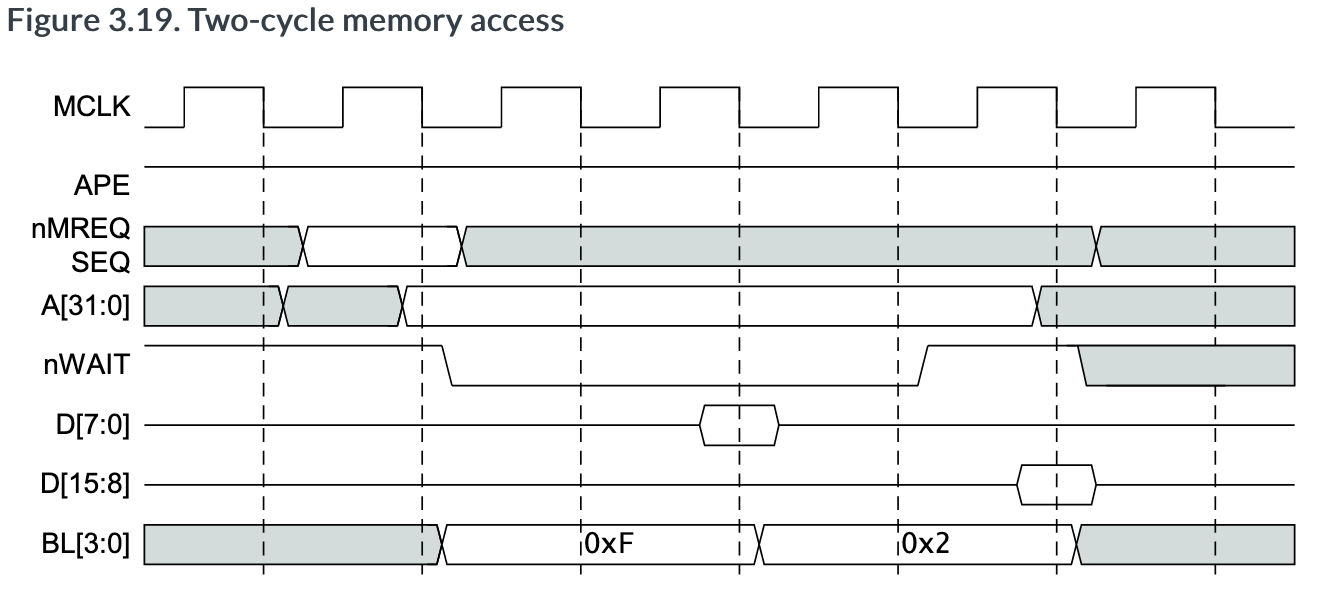 Figure 3.19. Two-cycle memory access
MCLK
APE
nMREQ
SEQ
A[31:0]
nWAIT
D[7:0]
D[15:8]
BL[3:0] 0xF 0x2